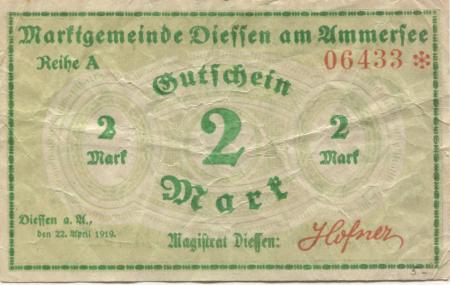 Marktgemeinde Diessen am Ammersee
Reihe A
06433 *
Gutschein
2
Mark
2
Mark
2
Mark
Diessen a. A.,
den 22. April 1919.
Magistrat Diessen:
Hofner